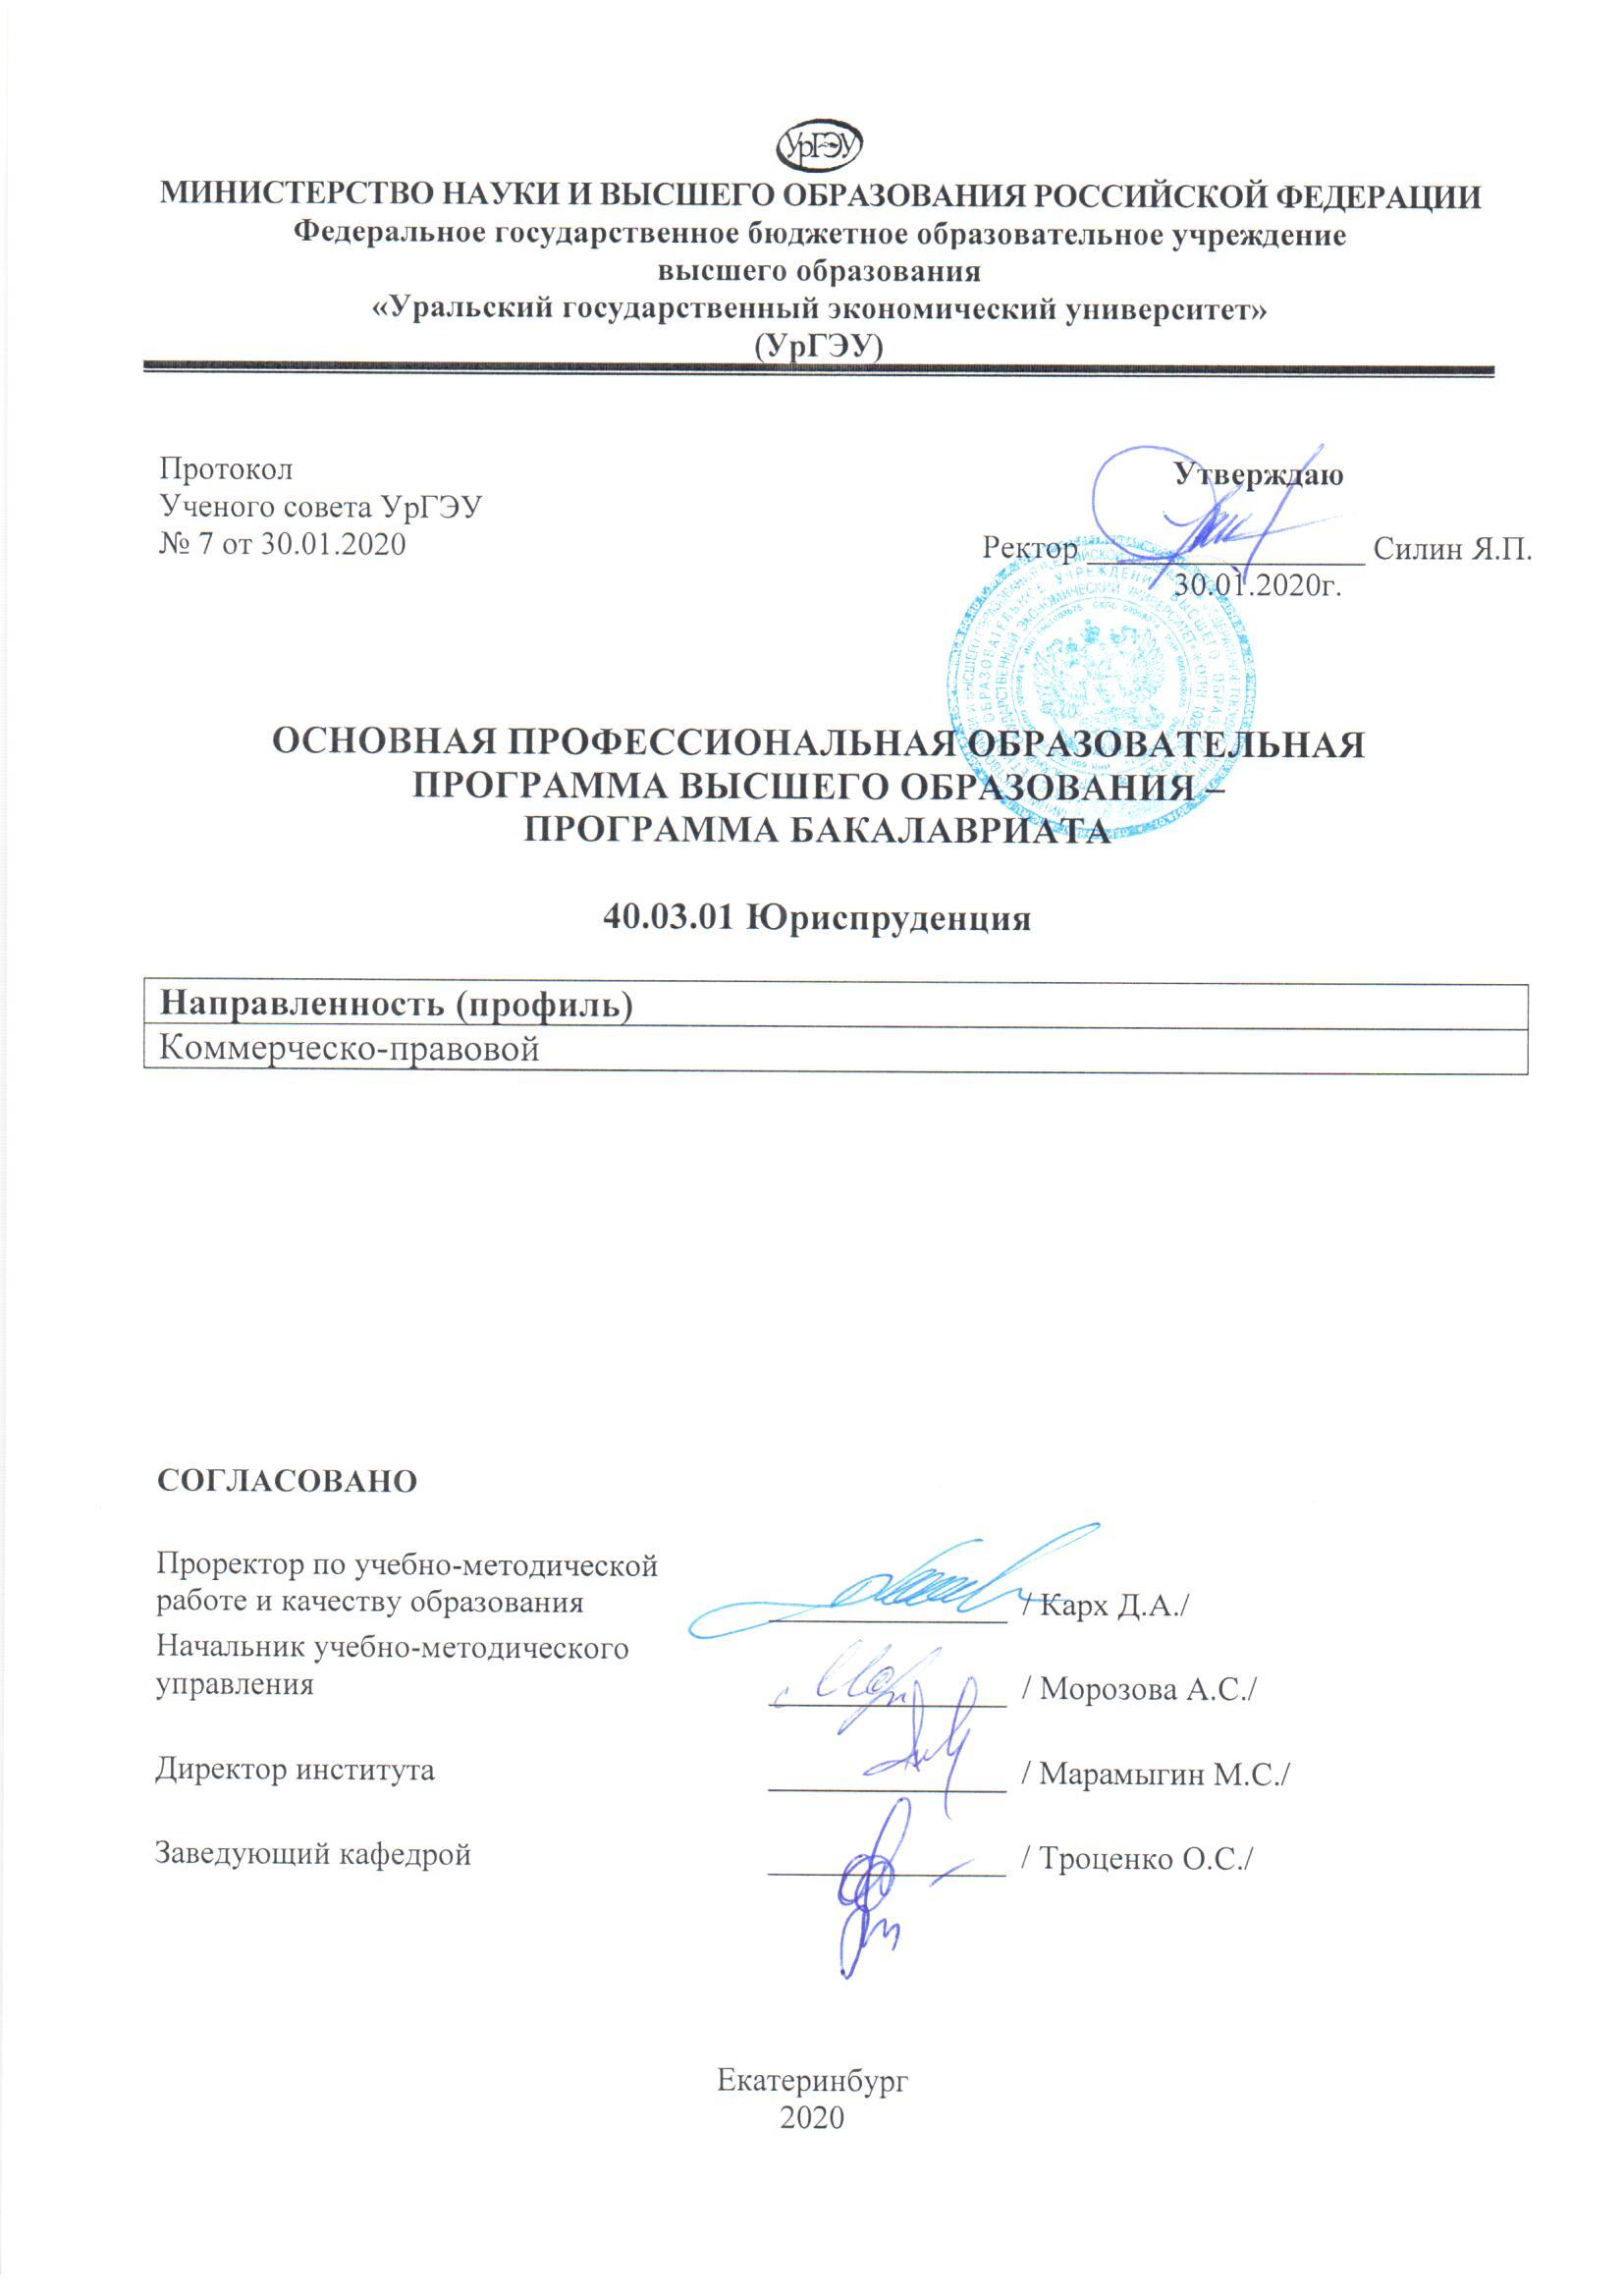 УрГЭУ
МИНИСТЕРСТВО НАУКИ И ВЫСШЕГО ОБРАЗОВАНИЯ РОССИЙСКОЙ ФЕДЕРАЦИИ
Федеральное государственное бюджетное образовательное учреждение
высшего образования
«Уральский государственный экономический университет»
(УрГЭУ)
Протокол
Ученого совета УрГЭУ
№ 7 от 30.01.2020
Утверждаю
Ректор Силин Я.П.
30.01.2020г.
ОСНОВНАЯ ПРОФЕССИОНАЛЬНАЯ ОБРАЗОВАТЕЛЬНАЯ
ПРОГРАММА ВЫСШЕГО ОБРАЗОВАНИЯ –
ПРОГРАММА БАКАЛАВРИАТА
40.03.01 Юриспруденция
Направленность (профиль)
Коммерческо-правовой
СОГЛАСОВАНО
Проректор по учебно-методической
работе и качеству образования / Карх Д.А./
Начальник учебно-методического
управления / Морозова А.С./
Директор института / Марамыгин М.С./
Заведующий кафедрой / Троценко О.С./
Екатеринбург
2020